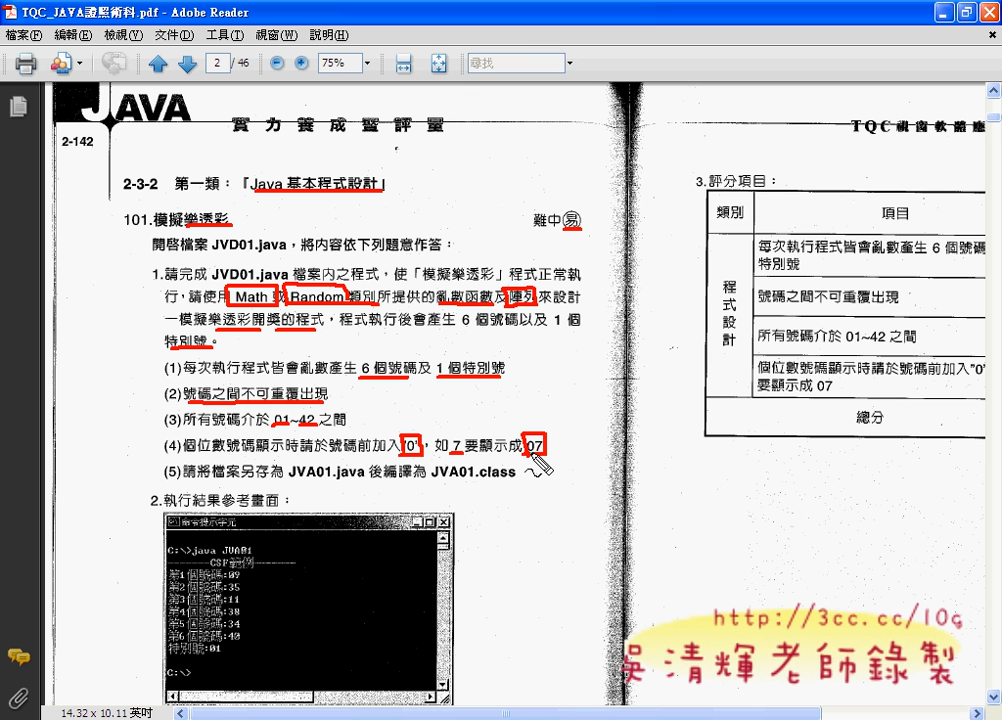 TQC_JAVA證照術科.pdf - Adobe Reader
檔案(F) 編輯(E) 檢視(V) 文件(D) 工具(T) 視窗(W) 說明(H)
2 / 46 75% 尋找
JAVA
實力養成暨評量
2-142
2-3-2 第一類：「Java 基本程式設計」
101.模擬樂透彩 難中易
開啓檔案 JVD01.java，將內容依下列題意作答：
1.請完成 JVD01.java 檔案內之程式，使「模擬樂透彩」程式正常執
行，請使用 Math 或 Random 類別所提供的亂數函數及陣列來設計
一模擬樂透彩開獎的程式，程式執行後會產生 6 個號碼以及 1 個
特別號。
(1)每次執行程式皆會亂數產生 6 個號碼及 1 個特別號
(2)號碼之間不可重覆出現
(3)所有號碼介於 01~42 之間
(4)個位數號碼顯示時請於號碼前加入"0"，如 7 要顯示成 07
(5)請將檔案另存為 JVA01.java 後編譯為 JVA01.class
2.執行結果參考畫面：
命令提示字元
C:\>java JVA01
--------CSF範例--------
第1個號碼:09
第2個號碼:35
第3個號碼:11
第4個號碼:38
第5個號碼:34
第6個號碼:40
特別號:01
C:\>
TQC 視窗軟體應
3.評分項目：
類別 項目
程式設計
每次執行程式皆會亂數產生 6 個號碼
特別號
號碼之間不可重覆出現
所有號碼介於 01~42 之間
個位數號碼顯示時請於號碼前加入"0"
要顯示成 07
總分
http://3cc.cc/10g
吳清輝老師錄製
14.32 x 10.11 英吋